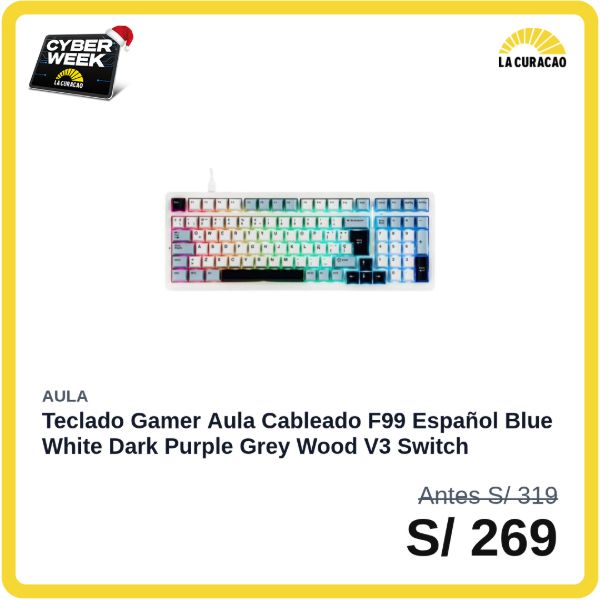 CYBER
WEEK
LA CURACAO
LA CURACAO
AULA
Teclado Gamer Aula Cableado F99 Español Blue
White Dark Purple Grey Wood V3 Switch
Antes S/ 319
S/ 269